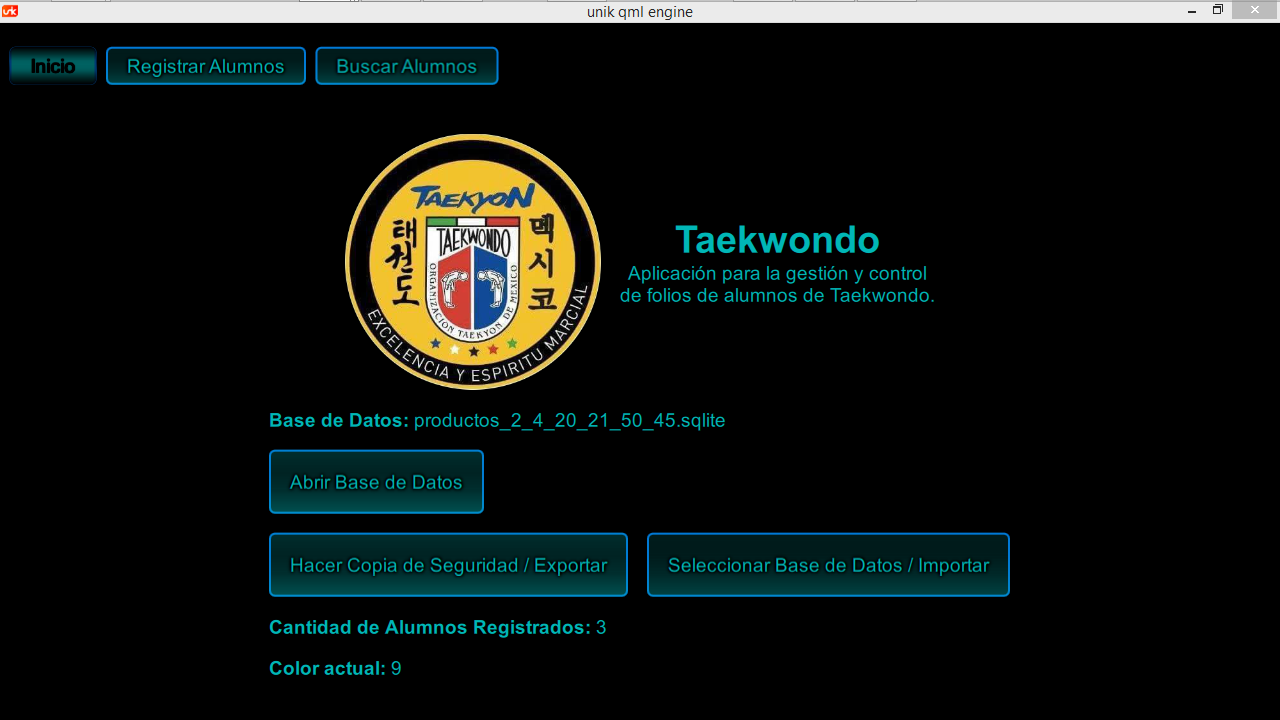 unik qml engine
Inicio
Registrar Alumnos
Buscar Alumnos
TAEKYON
태권도
TAEKWONDO
멕시코
ORGANIZACION TAEKYON DE MEXICO
EXCELENCIA Y ESPIRITU MARCIAL
Taekwondo
Aplicación para la gestión y control
de folios de alumnos de Taekwondo.
Base de Datos: productos_2_4_20_21_50_45.sqlite
Abrir Base de Datos
Hacer Copia de Seguridad / Exportar
Seleccionar Base de Datos / Importar
Cantidad de Alumnos Registrados: 3
Color actual: 9